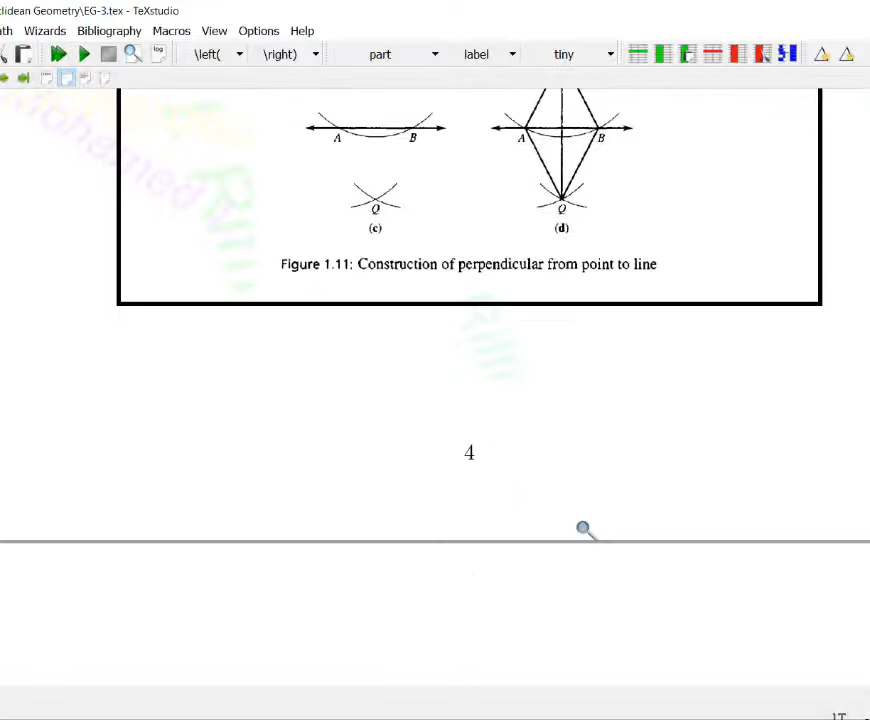 clidean Geometry\EG-3.tex - TeXstudio
ath Wizards Bibliography Macros View Options Help
\left( \right) part label tiny
A B A B
Q Q
(c) (d)
Figure 1.11: Construction of perpendicular from point to line
4